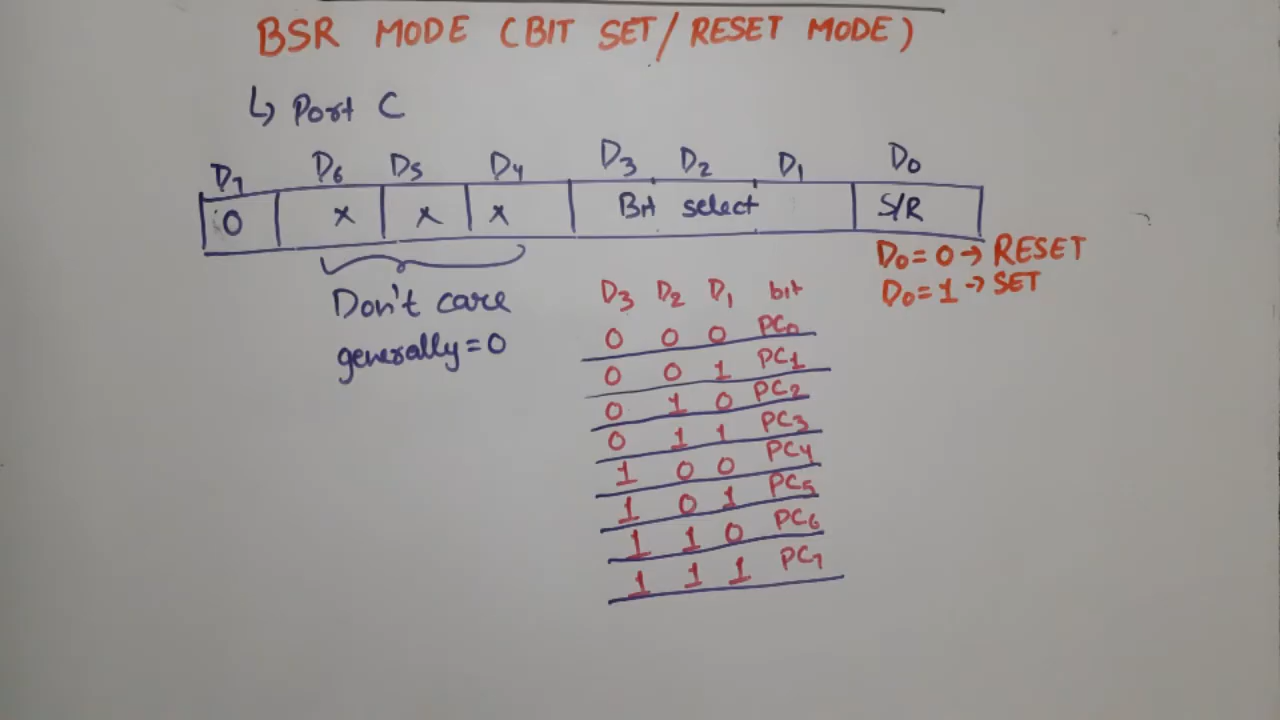 BSR MODE (BIT SET/RESET MODE)
↳ Port C
D7 D6 D5 D4 D3 D2 D1 D0
0 x x x Bit select S/R
D0=0→ RESET
D0=1→ SET
Don't care
generally=0
D3 D2 D1 bit
0 0 0 PC0
0 0 1 PC1
0 1 0 PC2
0 1 1 PC3
1 0 0 PC4
1 0 1 PC5
1 1 0 PC6
1 1 1 PC7